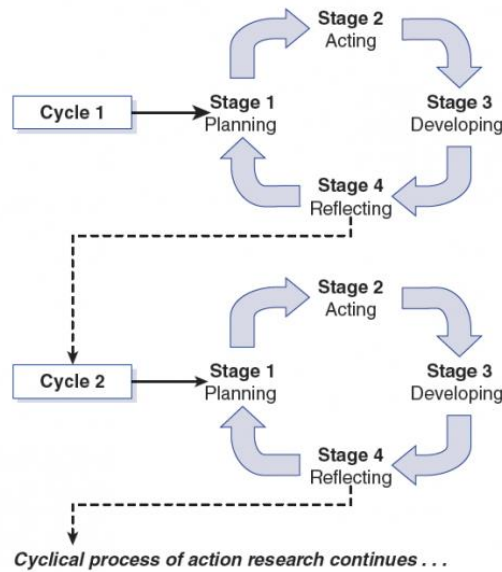 Stage 2
Acting
Cycle 1
Stage 1
Planning
Stage 3
Developing
Stage 4
Reflecting
Stage 2
Acting
Cycle 2
Stage 1
Planning
Stage 3
Developing
Stage 4
Reflecting
Cyclical process of action research continues . . .